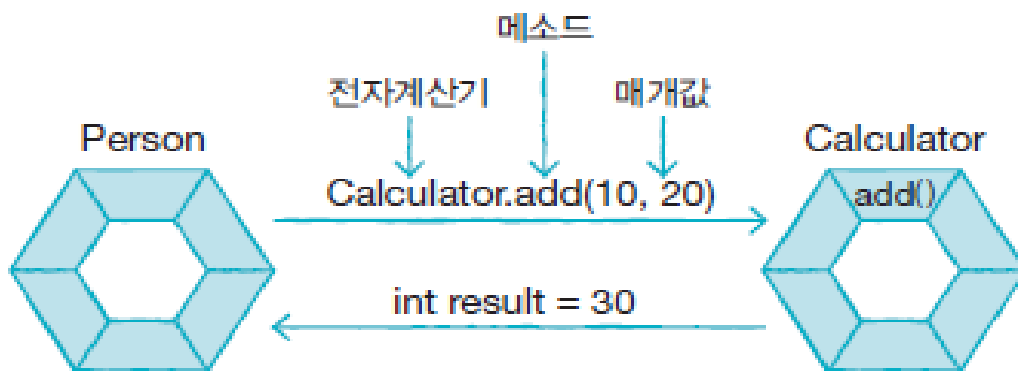 메소드
전자계산기
매개값
Person
Calculator
Calculator.add(10, 20)
add()
int result = 30